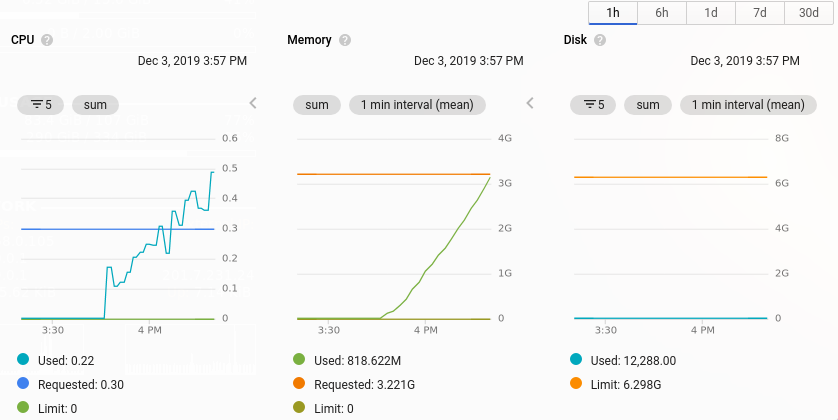 1h 6h 1d 7d 30d
CPU ? Memory ? Disk ?
Dec 3, 2019 3:57 PM Dec 3, 2019 3:57 PM Dec 3, 2019 3:57 PM
5 sum sum 1 min interval (mean) 5 sum 1 min interval (mean)
0.6 4G 8G
0.5
0.4 3G 6G
0.3 2G 4G
0.2
0.1 1G 2G
0 0 0
3:30 4 PM 3:30 4 PM 3:30 4 PM
Used: 0.22 Used: 818.622M Used: 12,288.00
Requested: 0.30 Requested: 3.221G Limit: 6.298G
Limit: 0 Limit: 0